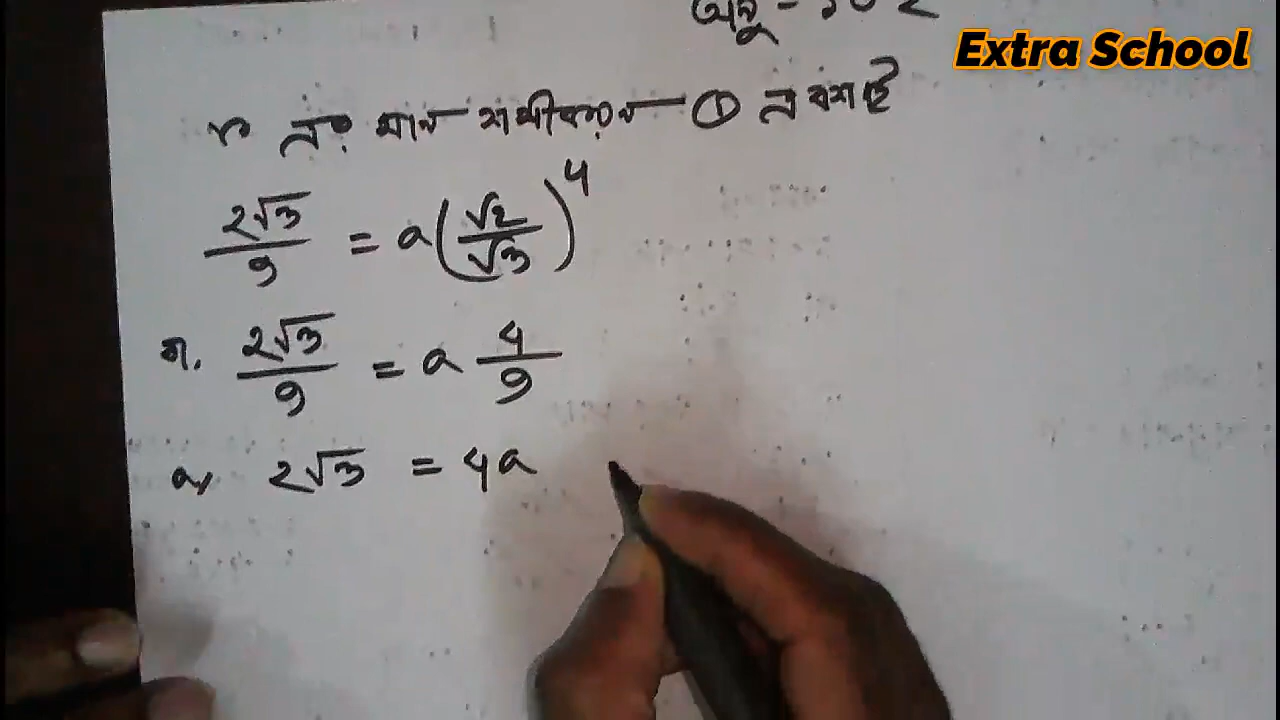 Extra School
r এর মান সমীকরণ ① এ বসাই
2√3/9 = a(√2/√3)^4
বা, 2√3/9 = a 4/9
বা, 2√3 = 4a